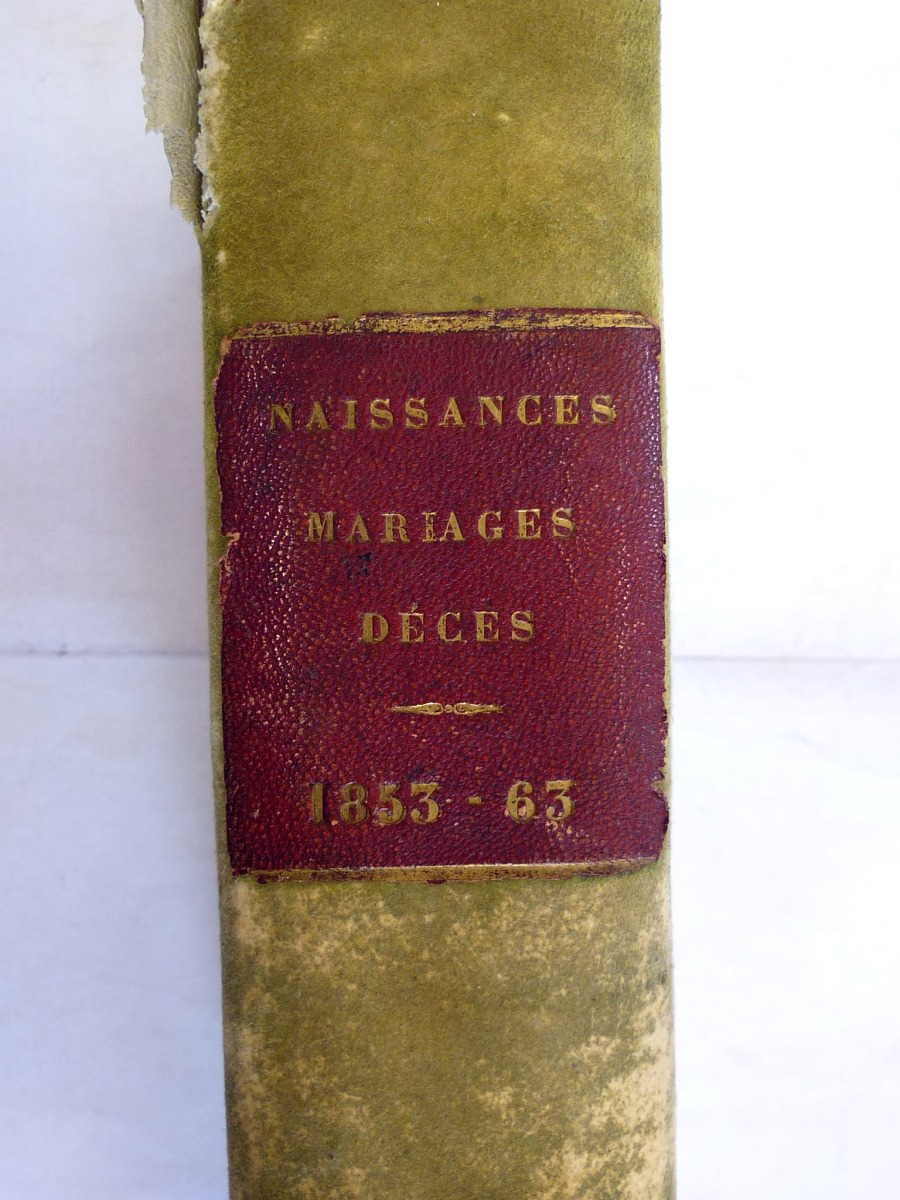 NAISSANCES
MARIAGES
DÉCES
1853 - 63